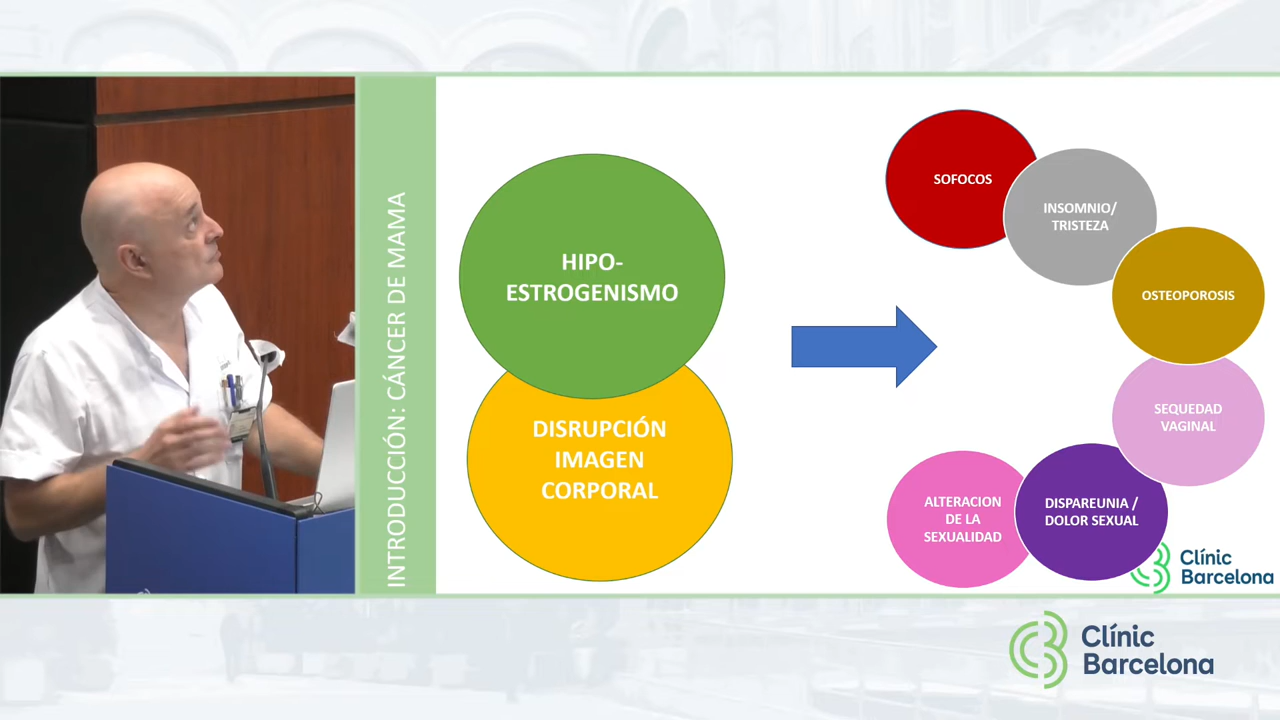 INTRODUCCIÓN: CÁNCER DE MAMA
HIPO-
ESTROGENISMO
DISRUPCIÓN
IMAGEN
CORPORAL
SOFOCOS
INSOMNIO/
TRISTEZA
OSTEOPOROSIS
SEQUEDAD
VAGINAL
DISPAREUNIA /
DOLOR SEXUAL
ALTERACION
DE LA
SEXUALIDAD
Clínic
Barcelona
Clínic
Barcelona